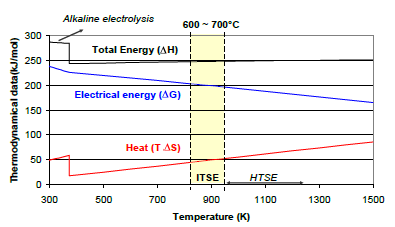 Alkaline electrolysis
600 ~ 700°C
Thermodynamical data(kJ/mol)
300
250
200
150
100
50
0
Total Energy (ΔH)
Electrical energy (ΔG)
Heat (T ΔS)
ITSE
HTSE
300
500
700
900
1100
1300
1500
Temperature (K)